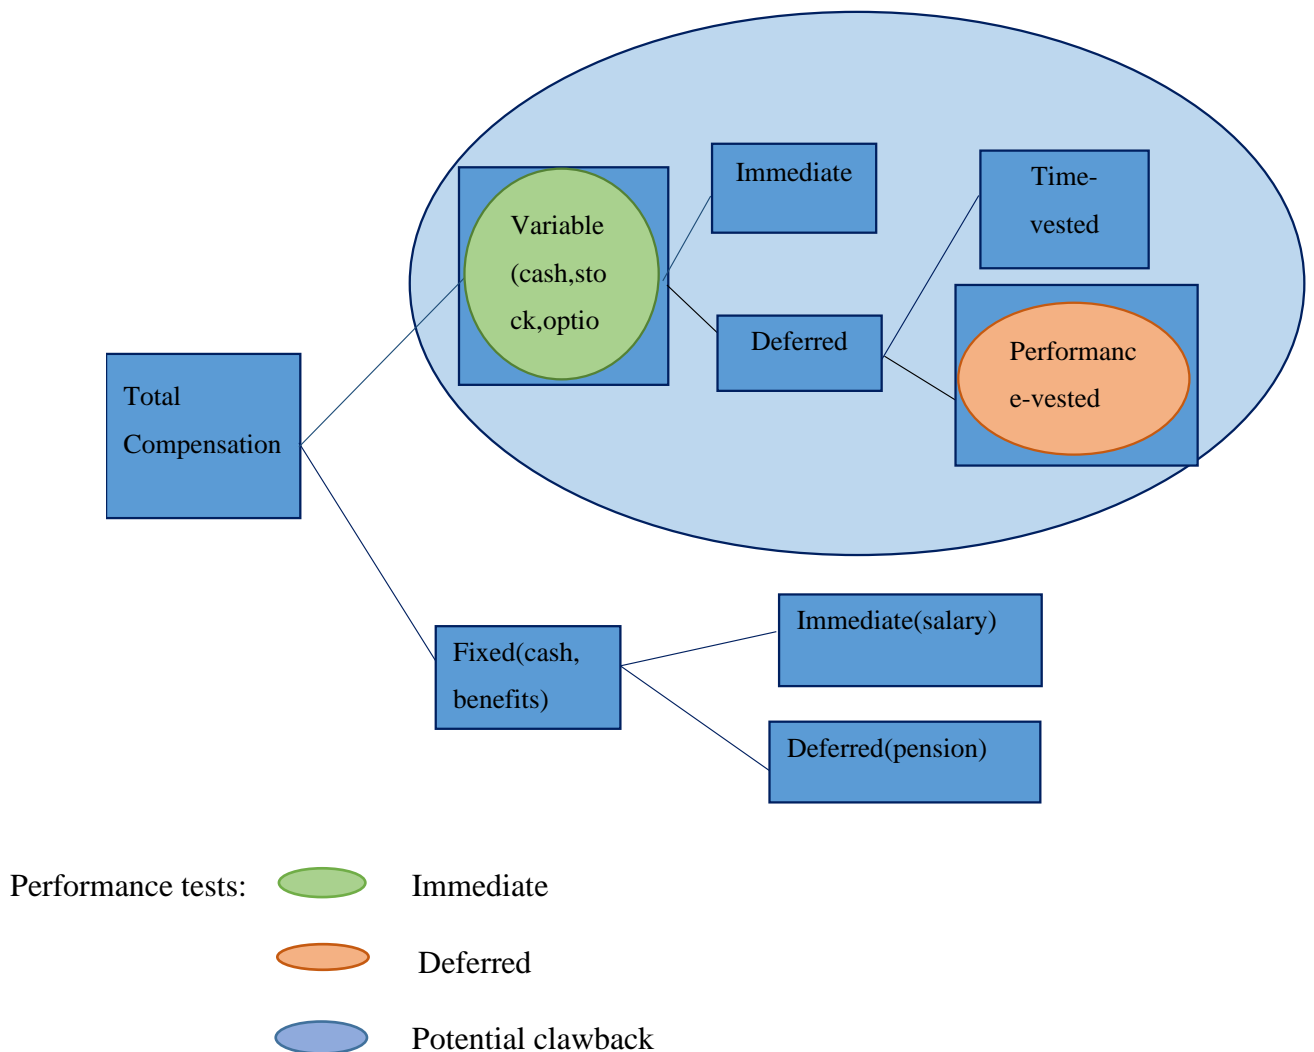 Immediate
Time-
vested
Variable
(cash,sto
ck,optio
Deferred
Performanc
e-vested
Total
Compensation
Immediate(salary)
Fixed(cash,
benefits)
Deferred(pension)
Performance tests:
Immediate
Deferred
Potential clawback